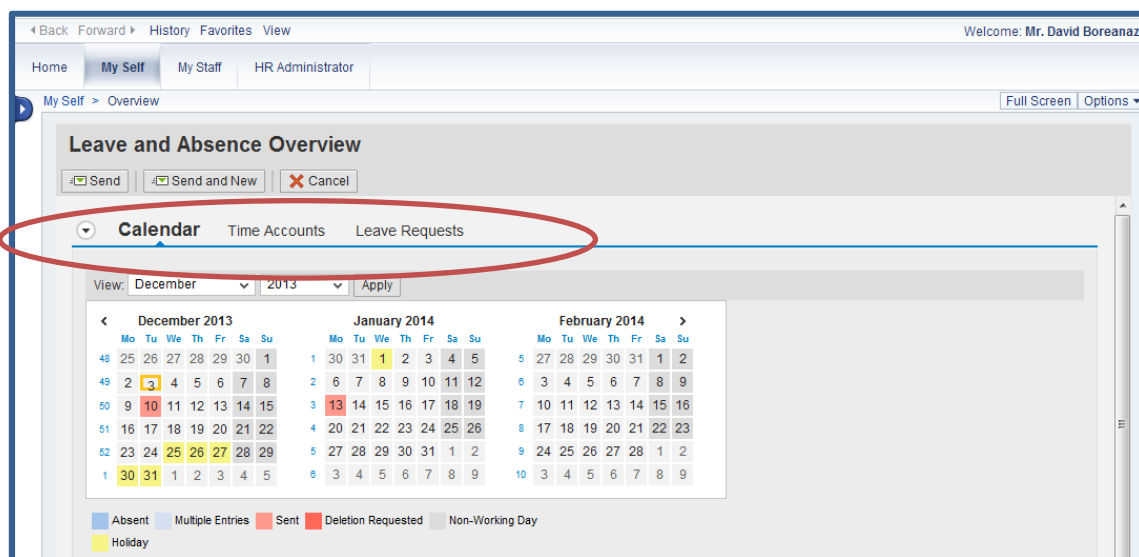 Back Forward History Favorites View Welcome: Mr. David Boreanaz
Home My Self My Staff HR Administrator
My Self > Overview Full Screen Options
Leave and Absence Overview
Send Send and New Cancel
Calendar Time Accounts Leave Requests
View: December 2013 Apply
December 2013 January 2014 February 2014
Mo Tu We Th Fr Sa Su Mo Tu We Th Fr Sa Su Mo Tu We Th Fr Sa Su
48 25 26 27 28 29 30 1 1 30 31 1 2 3 4 5 5 27 28 29 30 31 1 2
49 2 3 4 5 6 7 8 2 6 7 8 9 10 11 12 6 3 4 5 6 7 8 9
50 9 10 11 12 13 14 15 3 13 14 15 16 17 18 19 7 10 11 12 13 14 15 16
51 16 17 18 19 20 21 22 4 20 21 22 23 24 25 26 8 17 18 19 20 21 22 23
52 23 24 25 26 27 28 29 5 27 28 29 30 31 1 2 9 24 25 26 27 28 1 2
1 30 31 1 2 3 4 5 6 3 4 5 6 7 8 9 10 3 4 5 6 7 8 9
Absent Multiple Entries Sent Deletion Requested Non-Working Day
Holiday